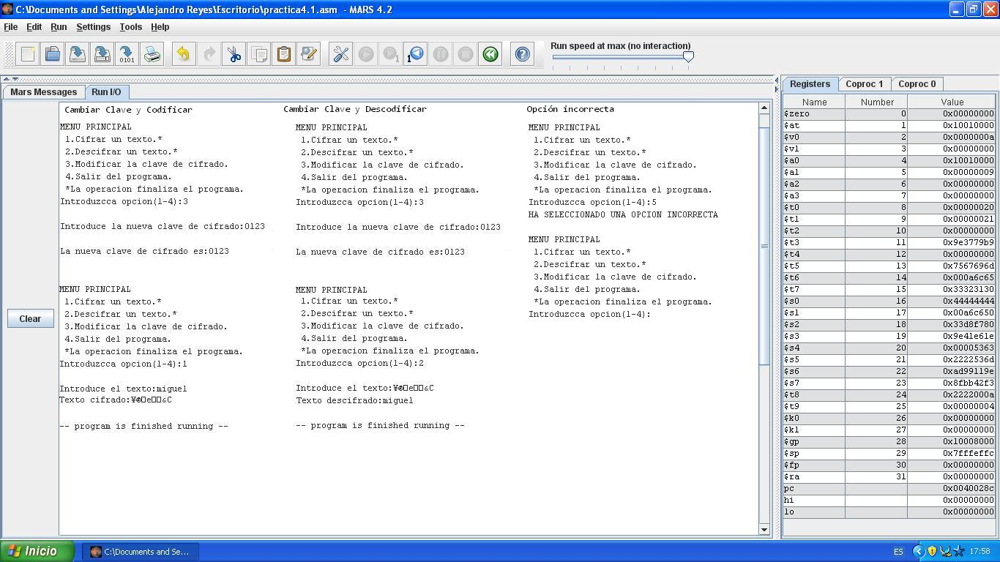 C:\Documents and Settings\Alejandro Reyes\Escritorio\practica4.1.asm - MARS 4.2
File Edit Run Settings Tools Help
Run speed at max (no interaction)
Mars Messages Run I/O
Clear
Cambiar Clave y Codificar
MENU PRINCIPAL
1.Cifrar un texto.*
2.Descifrar un texto.*
3.Modificar la clave de cifrado.
4.Salir del programa.
*La operacion finaliza el programa.
Introduzcca opcion(1-4):3
Introduce la nueva clave de cifrado:0123
La nueva clave de cifrado es:0123
MENU PRINCIPAL
1.Cifrar un texto.*
2.Descifrar un texto.*
3.Modificar la clave de cifrado.
4.Salir del programa.
*La operacion finaliza el programa.
Introduzcca opcion(1-4):1
Introduce el texto:miguel
Texto cifrado:¥®□e□□&C
-- program is finished running --
Cambiar Clave y Descodificar
MENU PRINCIPAL
1.Cifrar un texto.*
2.Descifrar un texto.*
3.Modificar la clave de cifrado.
4.Salir del programa.
*La operacion finaliza el programa.
Introduzcca opcion(1-4):3
Introduce la nueva clave de cifrado:0123
La nueva clave de cifrado es:0123
MENU PRINCIPAL
1.Cifrar un texto.*
2.Descifrar un texto.*
3.Modificar la clave de cifrado.
4.Salir del programa.
*La operacion finaliza el programa.
Introduzcca opcion(1-4):2
Introduce el texto:¥®□e□□&C
Texto descifrado:miguel
-- program is finished running --
Opción incorrecta
MENU PRINCIPAL
1.Cifrar un texto.*
2.Descifrar un texto.*
3.Modificar la clave de cifrado.
4.Salir del programa.
*La operacion finaliza el programa.
Introduzcca opcion(1-4):5
HA SELECCIONADO UNA OPCION INCORRECTA
MENU PRINCIPAL
1.Cifrar un texto.*
2.Descifrar un texto.*
3.Modificar la clave de cifrado.
4.Salir del programa.
*La operacion finaliza el programa.
Introduzcca opcion(1-4):
Registers Coproc 1 Coproc 0
Name Number Value
$zero 0 0x00000000
$at 1 0x10010000
$v0 2 0x0000000a
$v1 3 0x00000000
$a0 4 0x10010000
$a1 5 0x00000009
$a2 6 0x00000000
$a3 7 0x00000000
$t0 8 0x00000020
$t1 9 0x00000021
$t2 10 0x00000000
$t3 11 0x9e3779b9
$t4 12 0x00000000
$t5 13 0x7567696d
$t6 14 0x000a6c65
$t7 15 0x33323130
$s0 16 0x44444444
$s1 17 0x00a6c650
$s2 18 0x33d8f780
$s3 19 0x9e41e61e
$s4 20 0x00005363
$s5 21 0x2222536d
$s6 22 0xad99119e
$s7 23 0x8fbb42f3
$t8 24 0x2222000a
$t9 25 0x00000004
$k0 26 0x00000000
$k1 27 0x00000000
$gp 28 0x10008000
$sp 29 0x7fffeffc
$fp 30 0x00000000
$ra 31 0x00000000
pc 0x0040028c
hi 0x00000000
lo 0x00000000
Inicio
C:\Documents and Se...
ES
17:58